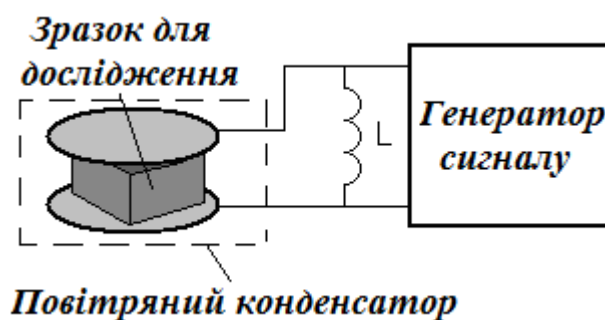 Зразок для
дослідження
Генератор
сигналу
L
Повітряний конденсатор